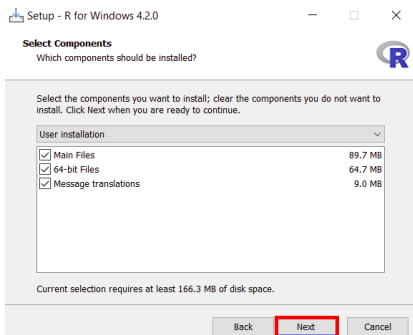 Setup - R for Windows 4.2.0
Select Components
Which components should be installed?
R
Select the components you want to install; clear the components you do not want to
install. Click Next when you are ready to continue.
User installation
Main Files 89.7 MB
64-bit Files 64.7 MB
Message translations 9.0 MB
Current selection requires at least 166.3 MB of disk space.
Back Next Cancel